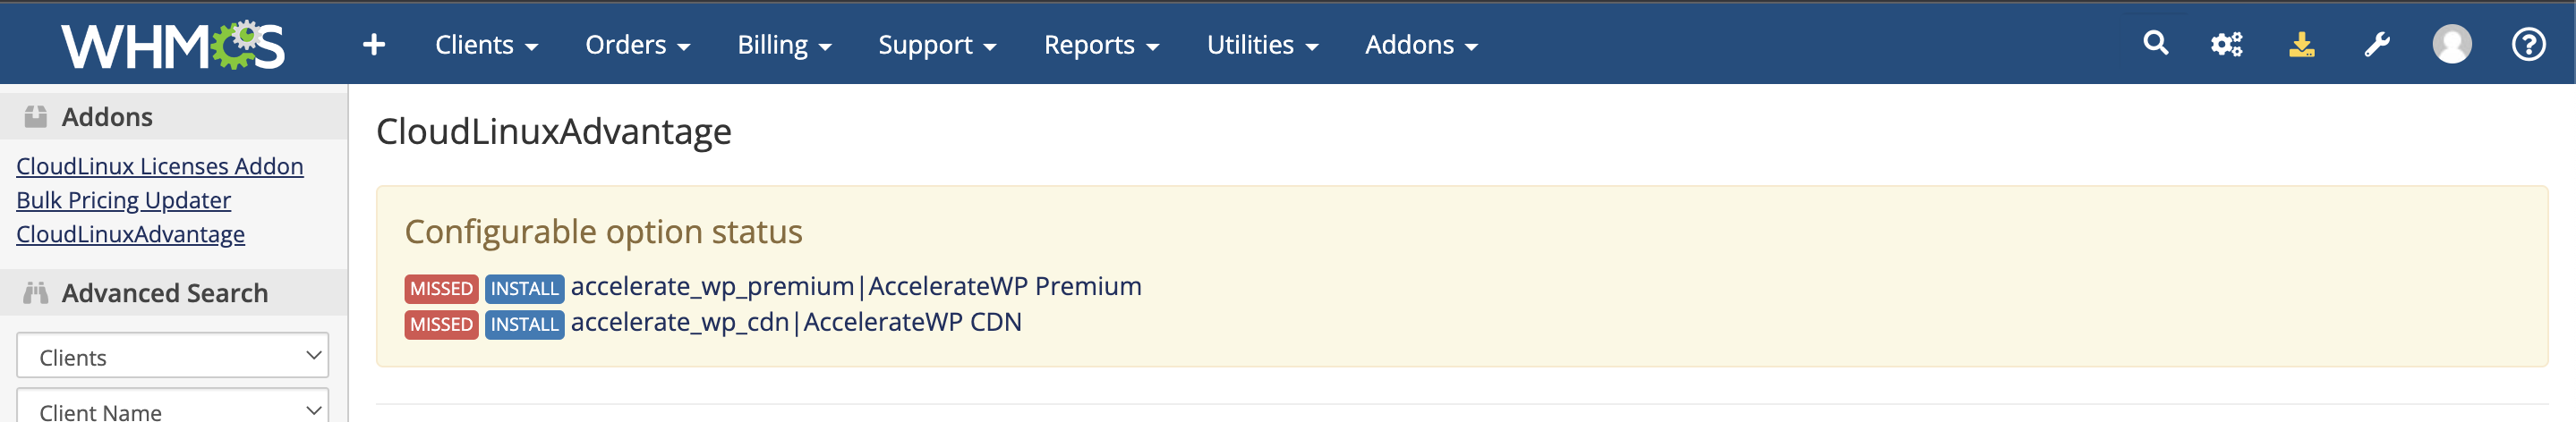 WHMCS
Clients Orders Billing Support Reports Utilities Addons
Addons
CloudLinux Licenses Addon
Bulk Pricing Updater
CloudLinuxAdvantage
Advanced Search
Clients
Client Name
CloudLinuxAdvantage
Configurable option status
MISSED INSTALL accelerate_wp_premium|AccelerateWP Premium
MISSED INSTALL accelerate_wp_cdn|AccelerateWP CDN